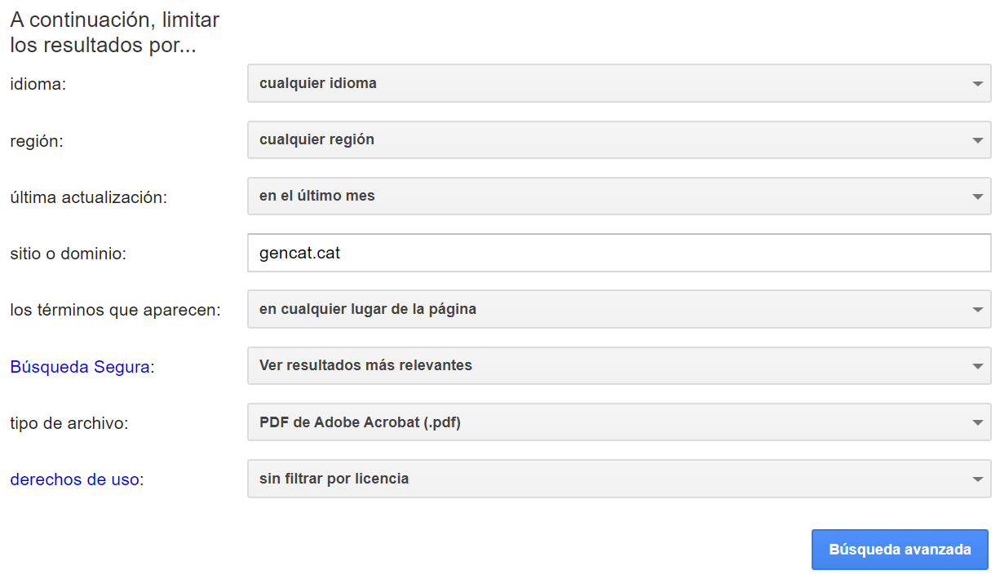 A continuación, limitar
los resultados por...
idioma: cualquier idioma
región: cualquier región
última actualización: en el último mes
sitio o dominio: gencat.cat
los términos que aparecen: en cualquier lugar de la página
Búsqueda Segura: Ver resultados más relevantes
tipo de archivo: PDF de Adobe Acrobat (.pdf)
derechos de uso: sin filtrar por licencia
Búsqueda avanzada